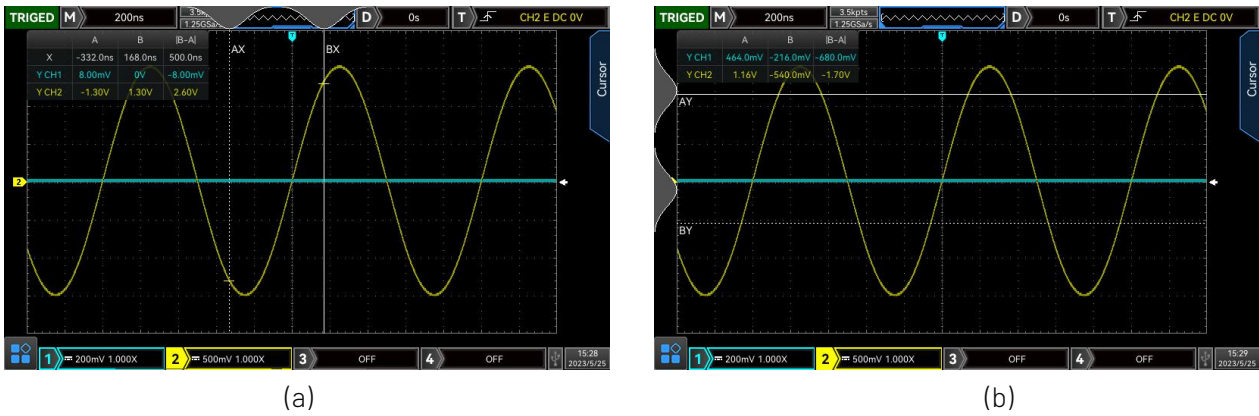 TRIGED M 200ns 3.5kpts 1.25GSa/s D 0s T CH2 E DC 0V
A B |B-A|
X -332.0ns 168.0ns 500.0ns
Y CH1 8.00mV 0V -8.00mV
Y CH2 -1.30V 1.30V 2.60V
AX BX
T
Cursor
2
1 200mV 1.000X 2 500mV 1.000X 3 OFF 4 OFF 15:28
2023/5/25
(a)
TRIGED M 200ns 3.5kpts 1.25GSa/s D 0s T CH2 E DC 0V
A B |B-A|
Y CH1 464.0mV -216.0mV -680.0mV
Y CH2 1.16V -540.0mV -1.70V
T
Cursor
AY
BY
1 200mV 1.000X 2 500mV 1.000X 3 OFF 4 OFF 15:29
2023/5/25
(b)